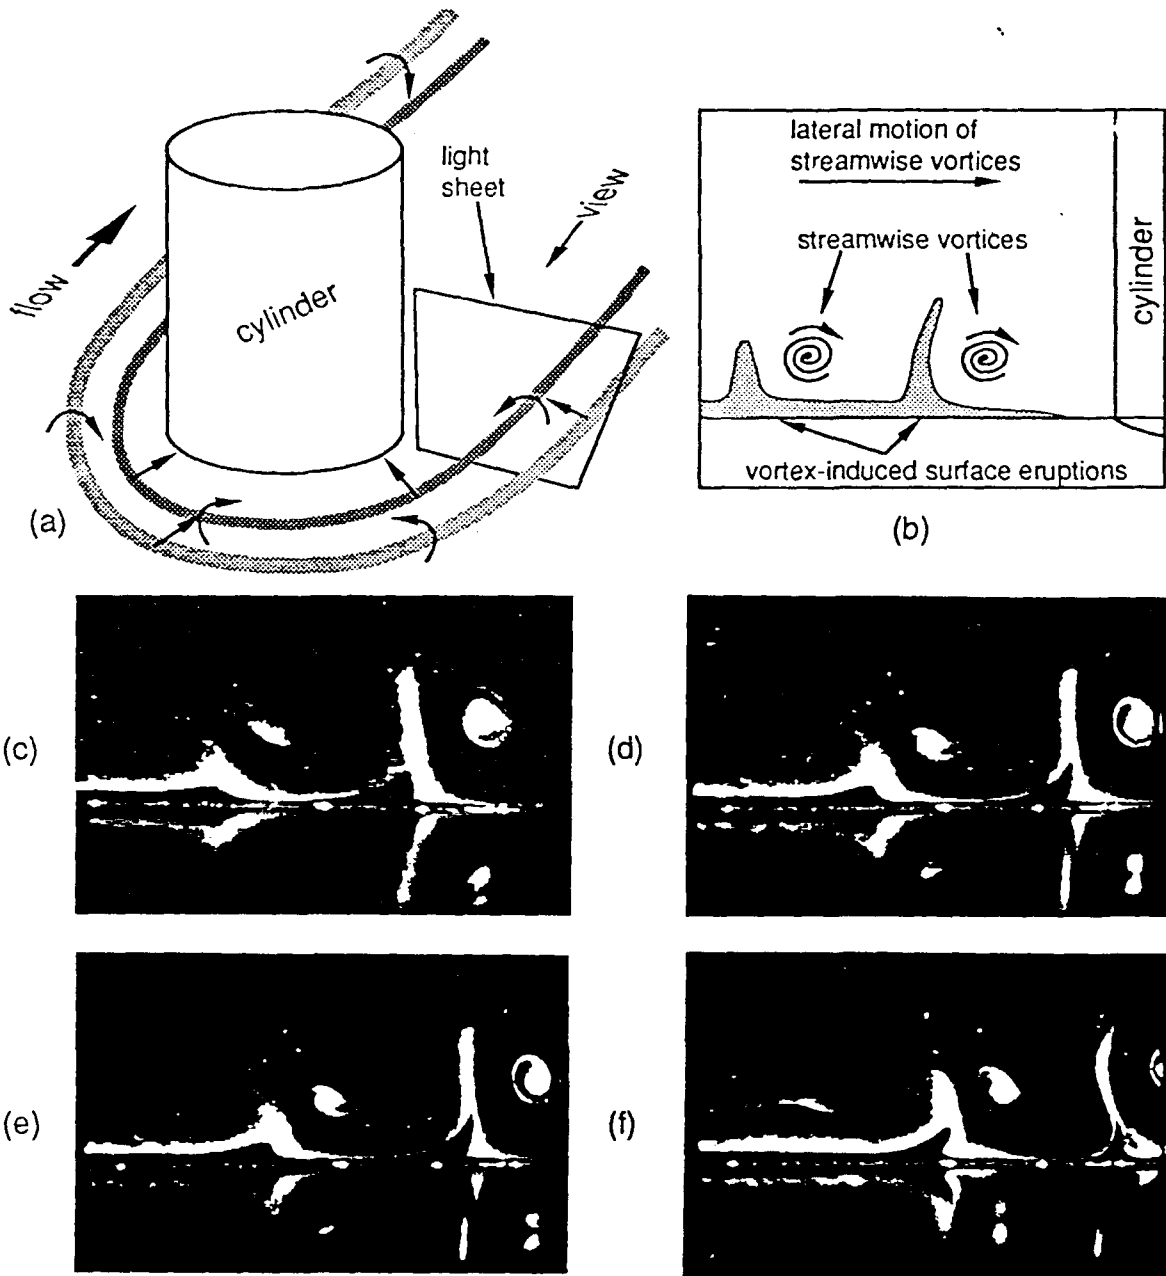 light
sheet
view
flow
cylinder
(a)
lateral motion of
streamwise vortices
streamwise vortices
cylinder
vortex-induced surface eruptions
(b)
(c)
(d)
(e)
(f)